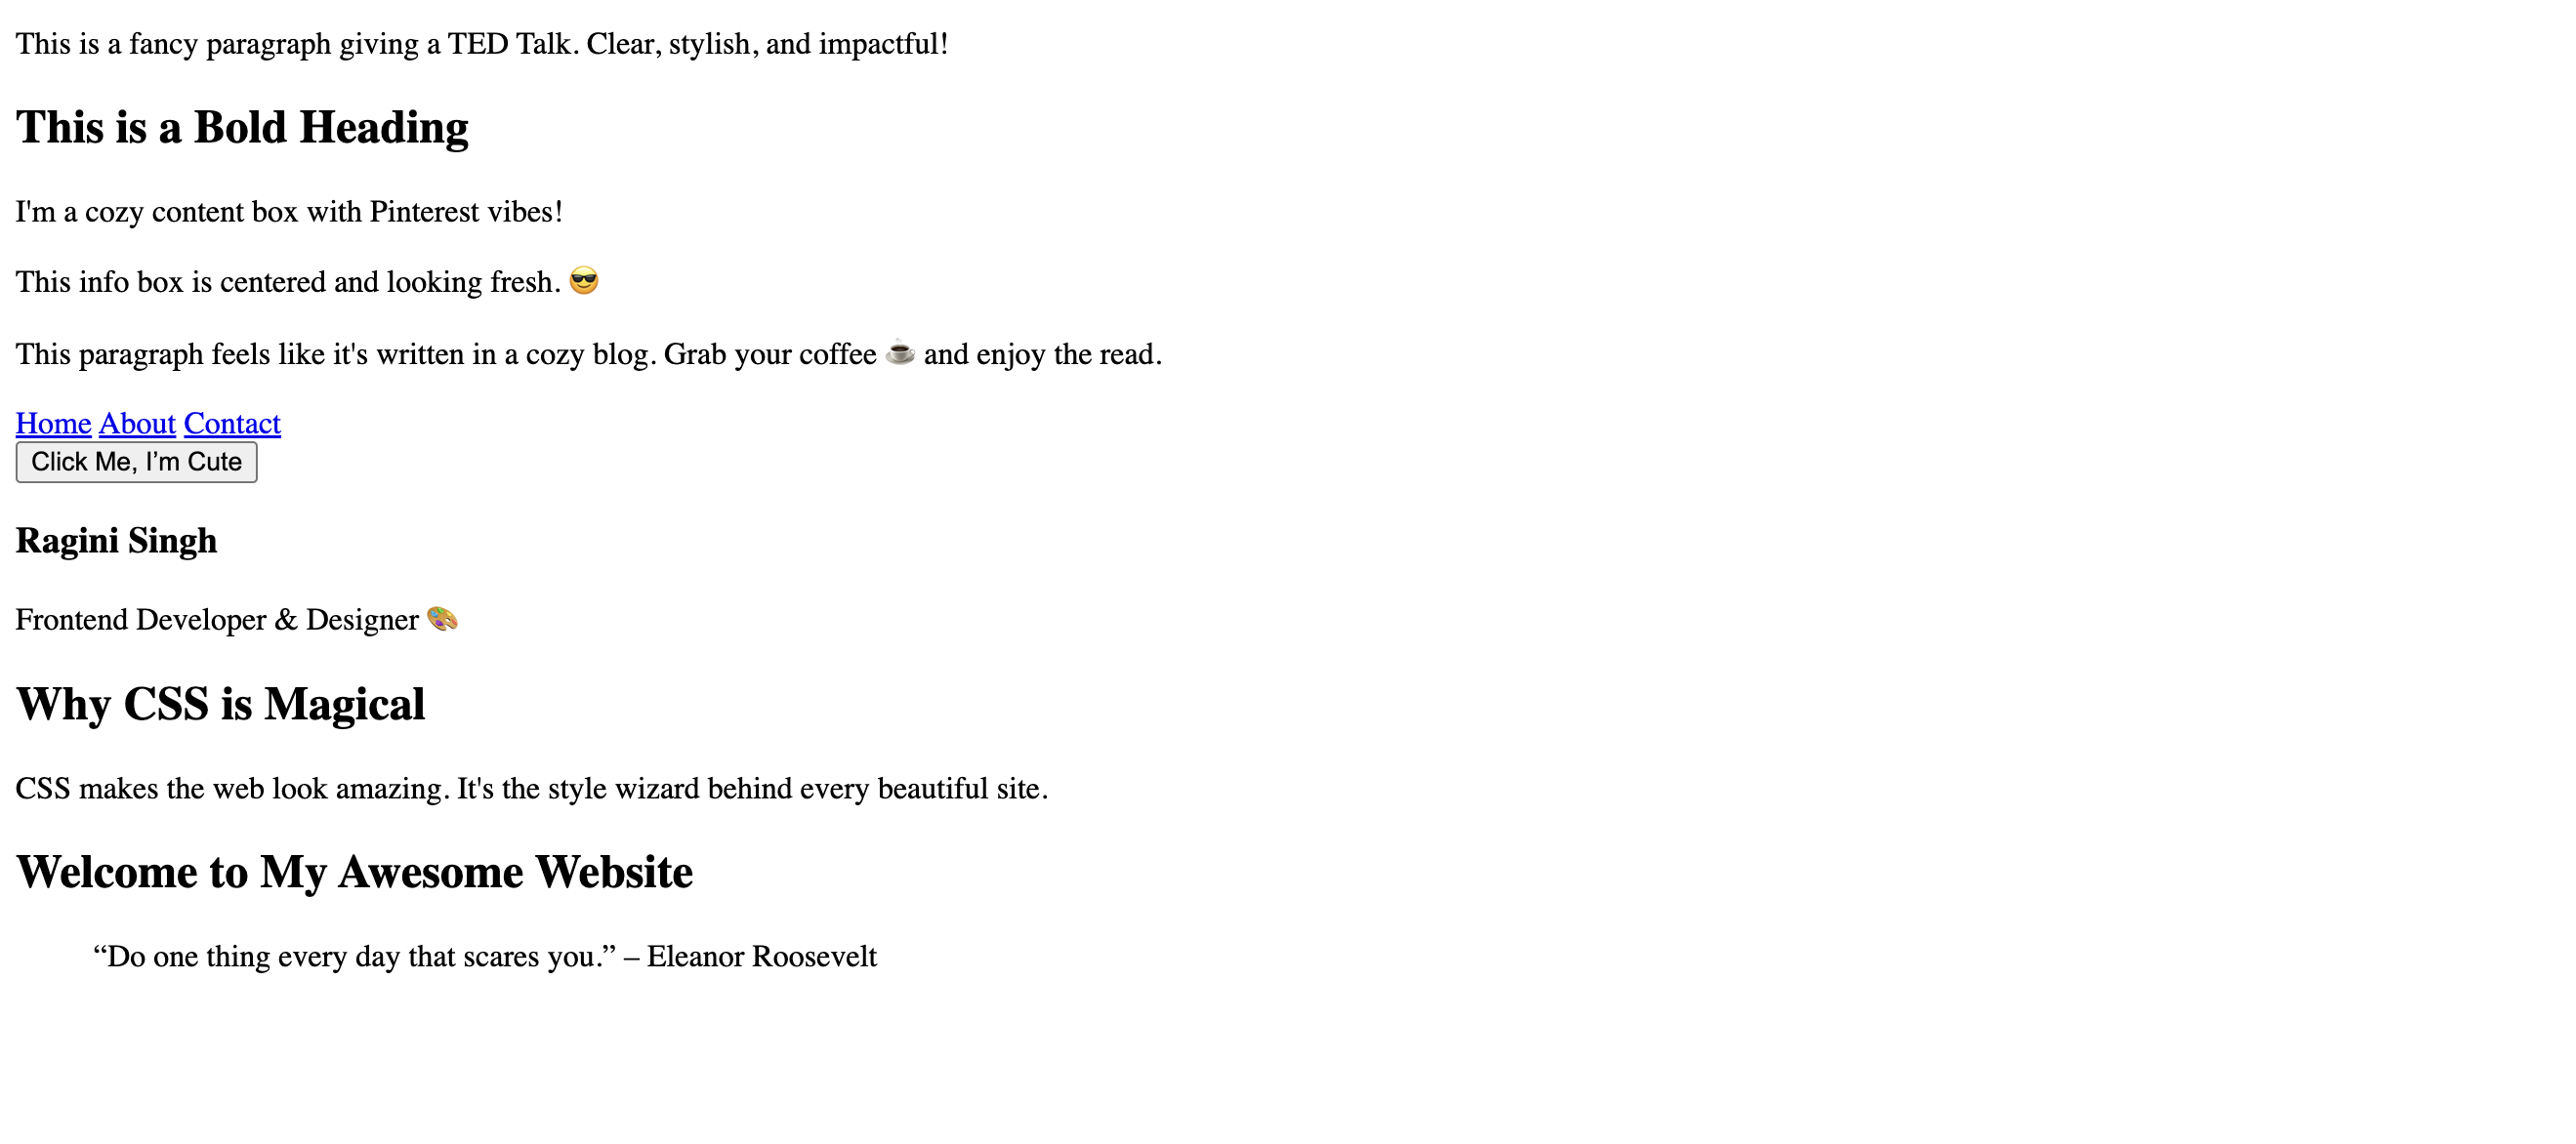 This is a fancy paragraph giving a TED Talk. Clear, stylish, and impactful!
This is a Bold Heading
I'm a cozy content box with Pinterest vibes!
This info box is centered and looking fresh. 😎
This paragraph feels like it's written in a cozy blog. Grab your coffee ☕ and enjoy the read.
Home About Contact
Click Me, I’m Cute
Ragini Singh
Frontend Developer & Designer 🎨
Why CSS is Magical
CSS makes the web look amazing. It's the style wizard behind every beautiful site.
Welcome to My Awesome Website
“Do one thing every day that scares you.” – Eleanor Roosevelt